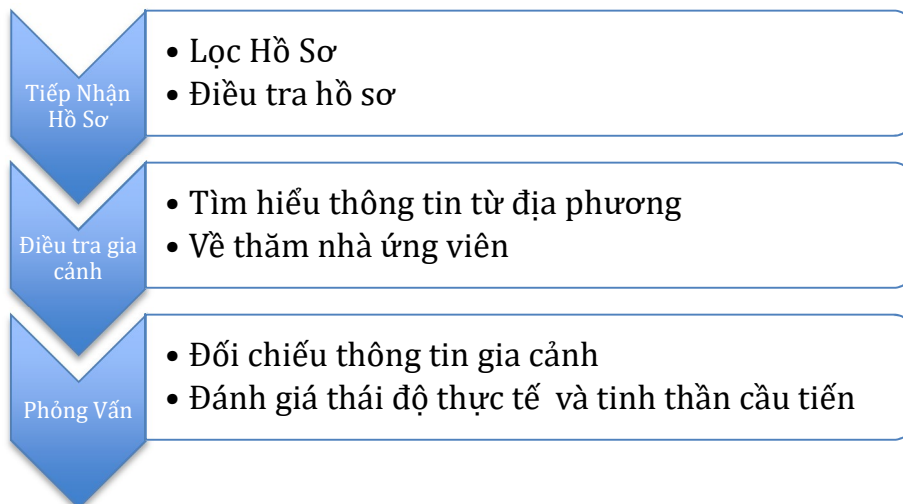 Tiếp Nhận
Hồ Sơ
• Lọc Hồ Sơ
• Điều tra hồ sơ
Điều tra gia
cảnh
• Tìm hiểu thông tin từ địa phương
• Về thăm nhà ứng viên
Phỏng Vấn
• Đối chiếu thông tin gia cảnh
• Đánh giá thái độ thực tế và tinh thần cầu tiến